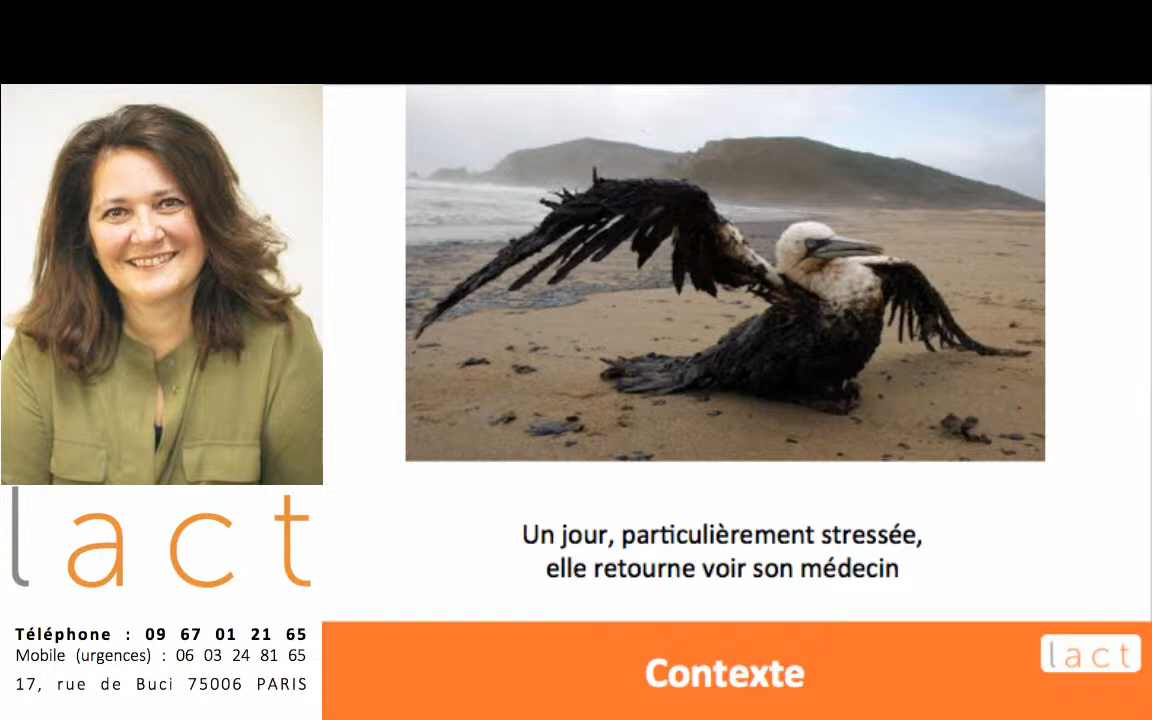 lact
Téléphone : 09 67 01 21 65
Mobile (urgences) : 06 03 24 81 65
17, rue de Buci 75006 PARIS
Un jour, particulièrement stressée,
elle retourne voir son médecin
Contexte
lact